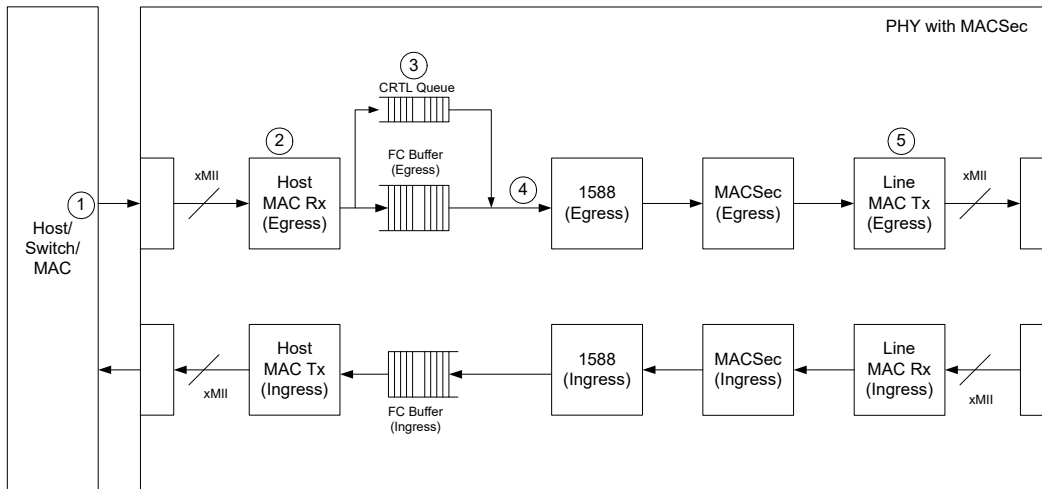 PHY with MACSec
3
CRTL Queue
2
5
FC Buffer
(Egress)
xMII
Host
MAC Rx
(Egress)
4
1588
(Egress)
MACSec
(Egress)
Line
MAC Tx
(Egress)
xMII
1
Host/
Switch/
MAC
xMII
Host
MAC Tx
(Ingress)
FC Buffer
(Ingress)
1588
(Ingress)
MACSec
(Ingress)
Line
MAC Rx
(Ingress)
xMII